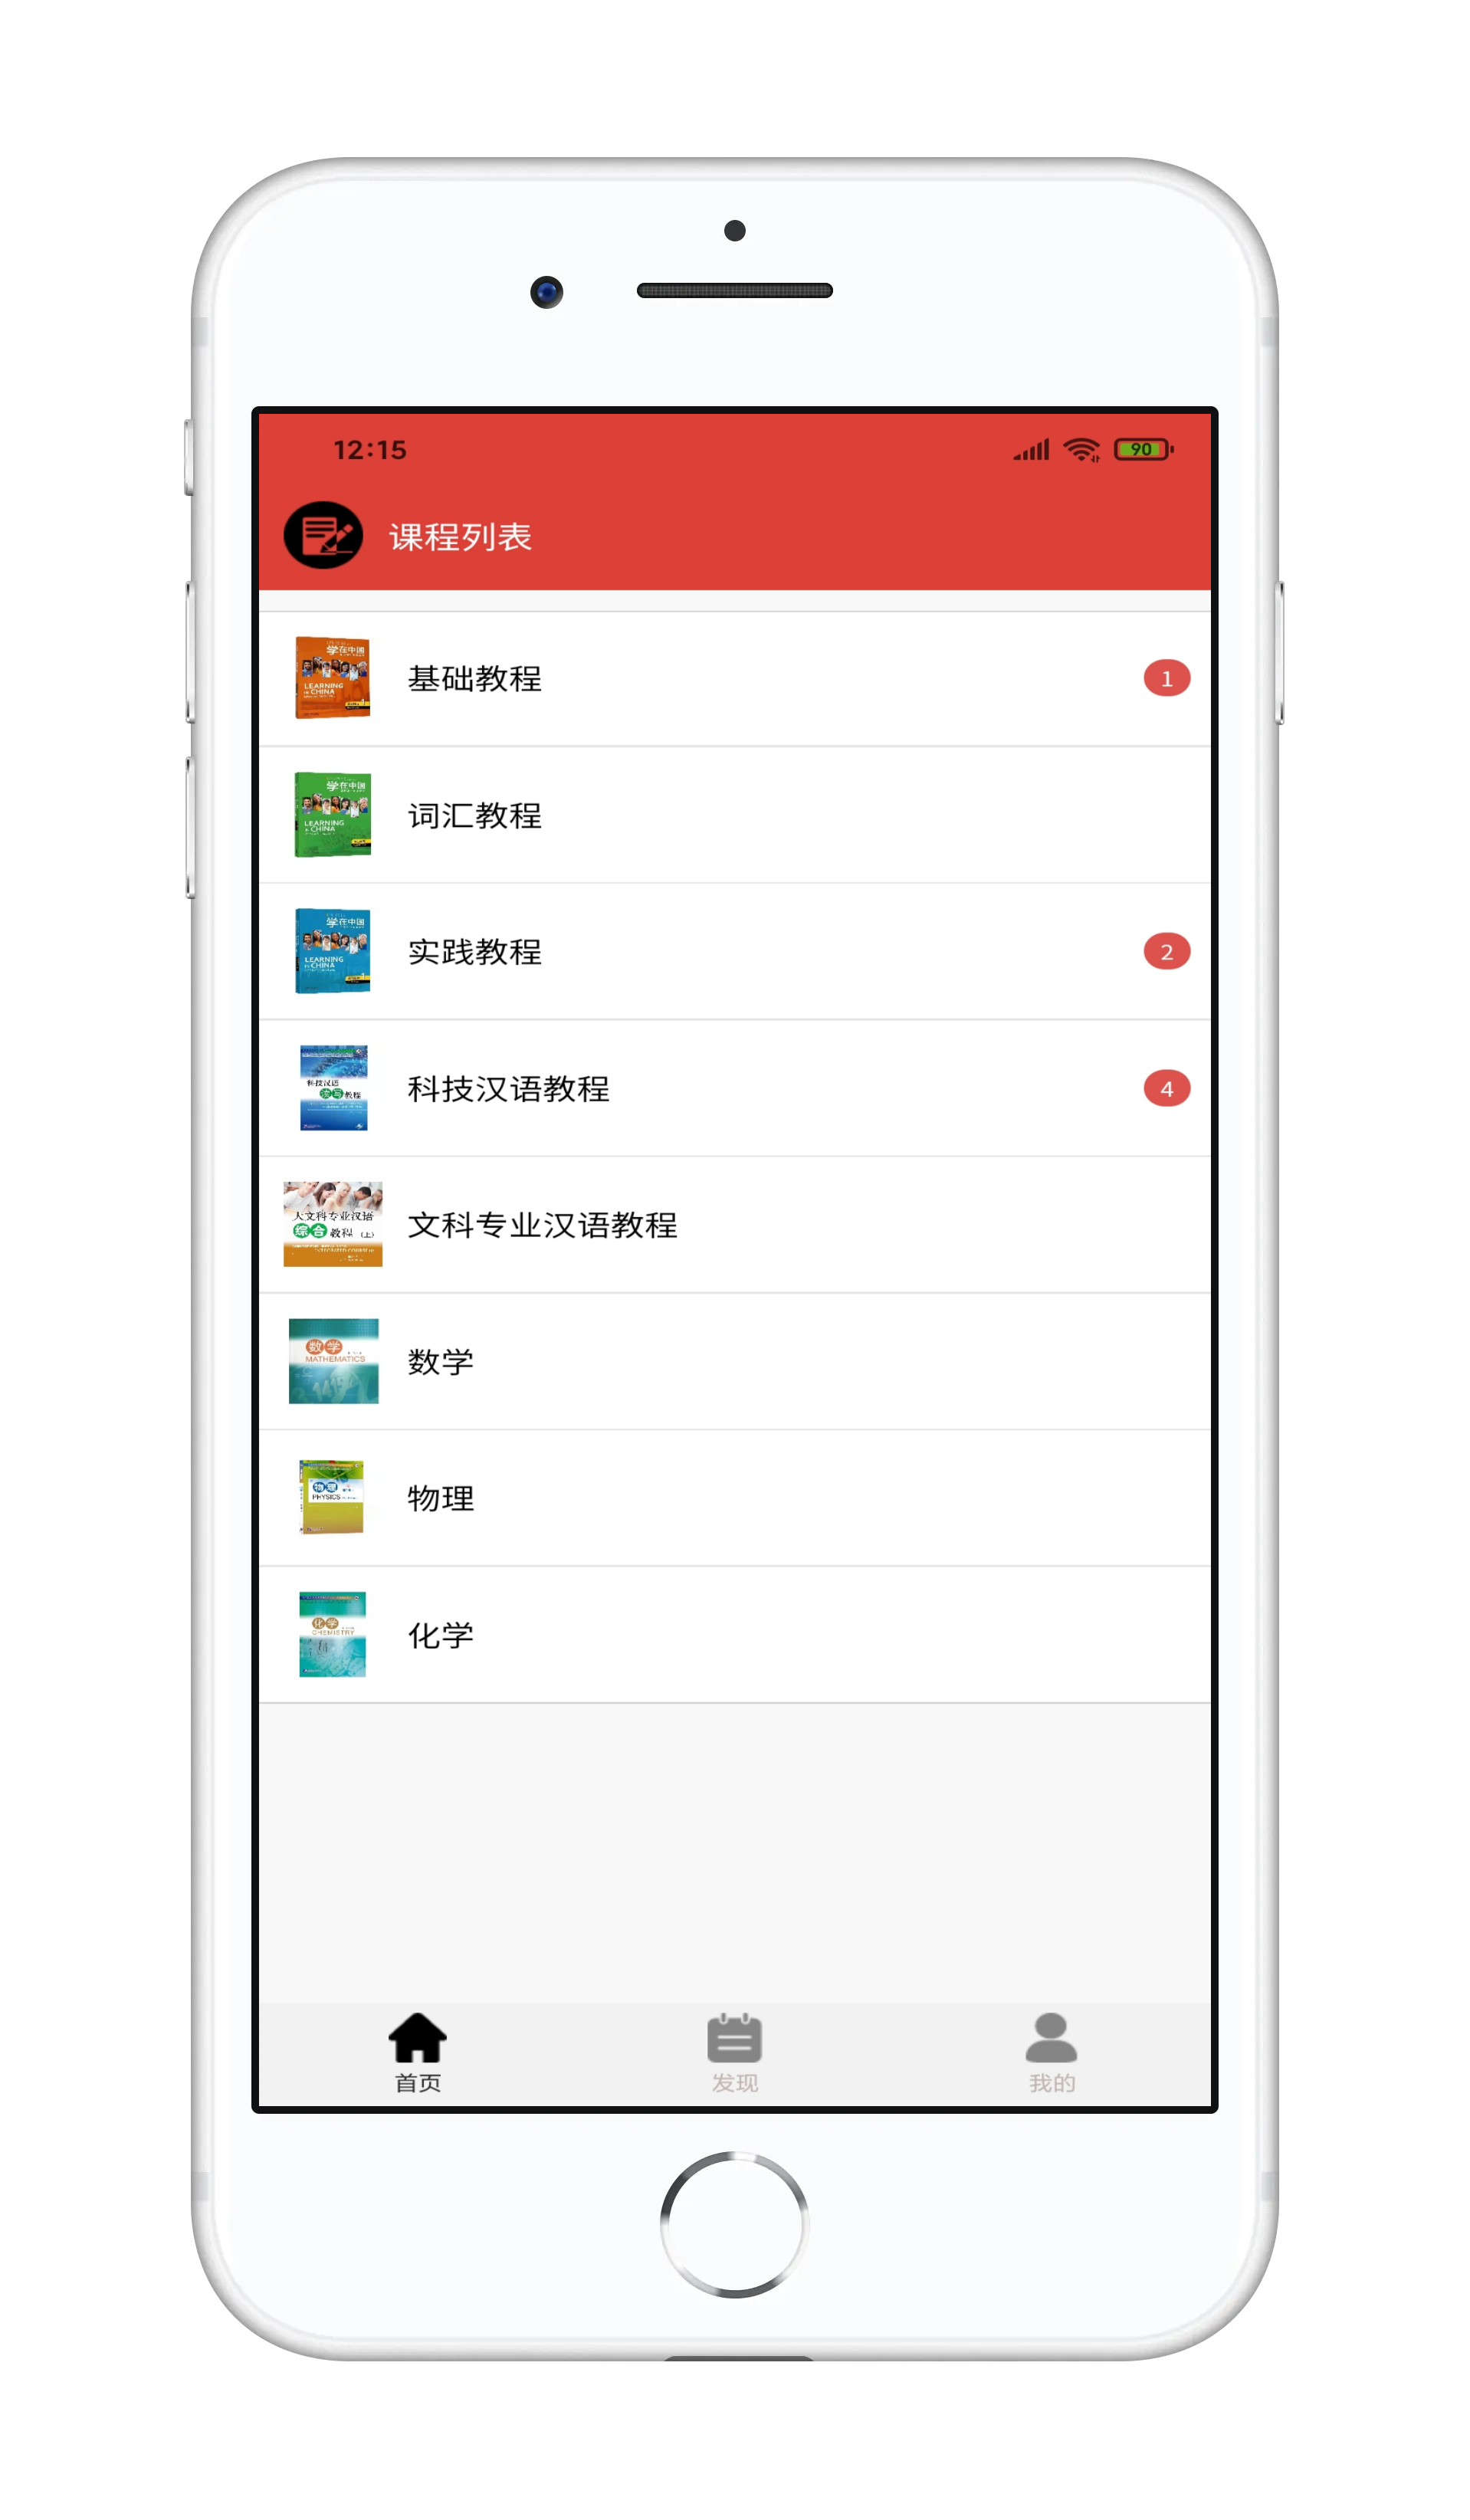 12:15
90
课程列表
学在中国
LEARNING
IN CHINA
基础教程
1
学在中国
LEARNING
IN CHINA
词汇教程
学在中国
LEARNING
IN CHINA
实践教程
2
科技汉语
读写教程
科技汉语教程
4
大文科专业汉语
综合教程(上)
文科专业汉语教程
数学
MATHEMATICS
数学
物理
PHYSICS
物理
化学
CHEMISTRY
化学
首页
发现
我的